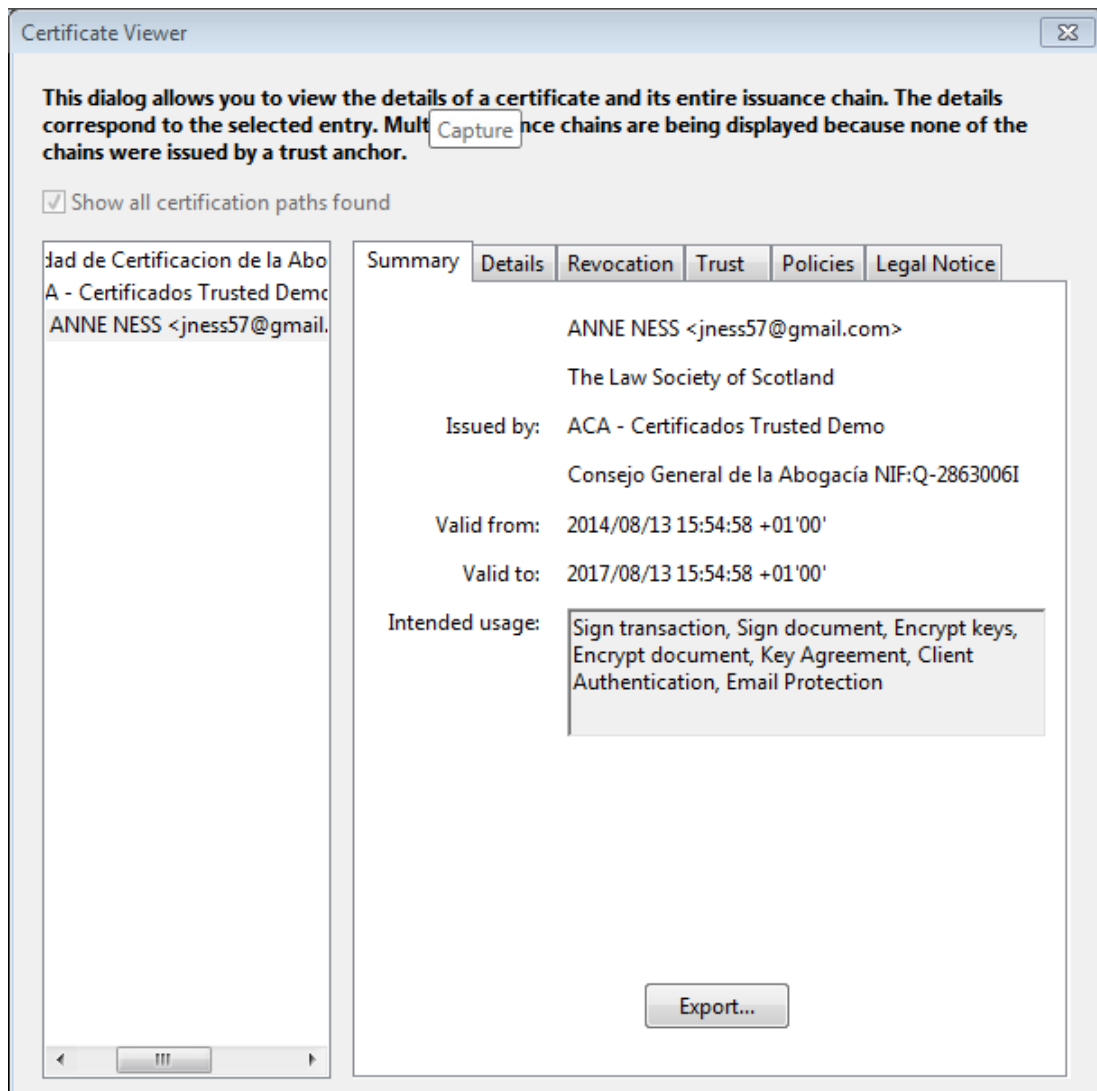 Certificate Viewer
This dialog allows you to view the details of a certificate and its entire issuance chain. The details
correspond to the selected entry. Mult Capture nce chains are being displayed because none of the
chains were issued by a trust anchor.
Show all certification paths found
dad de Certificacion de la Abo
A - Certificados Trusted Demo
ANNE NESS <jness57@gmail.
Summary Details Revocation Trust Policies Legal Notice
ANNE NESS <jness57@gmail.com>
The Law Society of Scotland
Issued by: ACA - Certificados Trusted Demo
Consejo General de la Abogacía NIF:Q-2863006I
Valid from: 2014/08/13 15:54:58 +01'00'
Valid to: 2017/08/13 15:54:58 +01'00'
Intended usage: Sign transaction, Sign document, Encrypt keys,
Encrypt document, Key Agreement, Client
Authentication, Email Protection
Export...